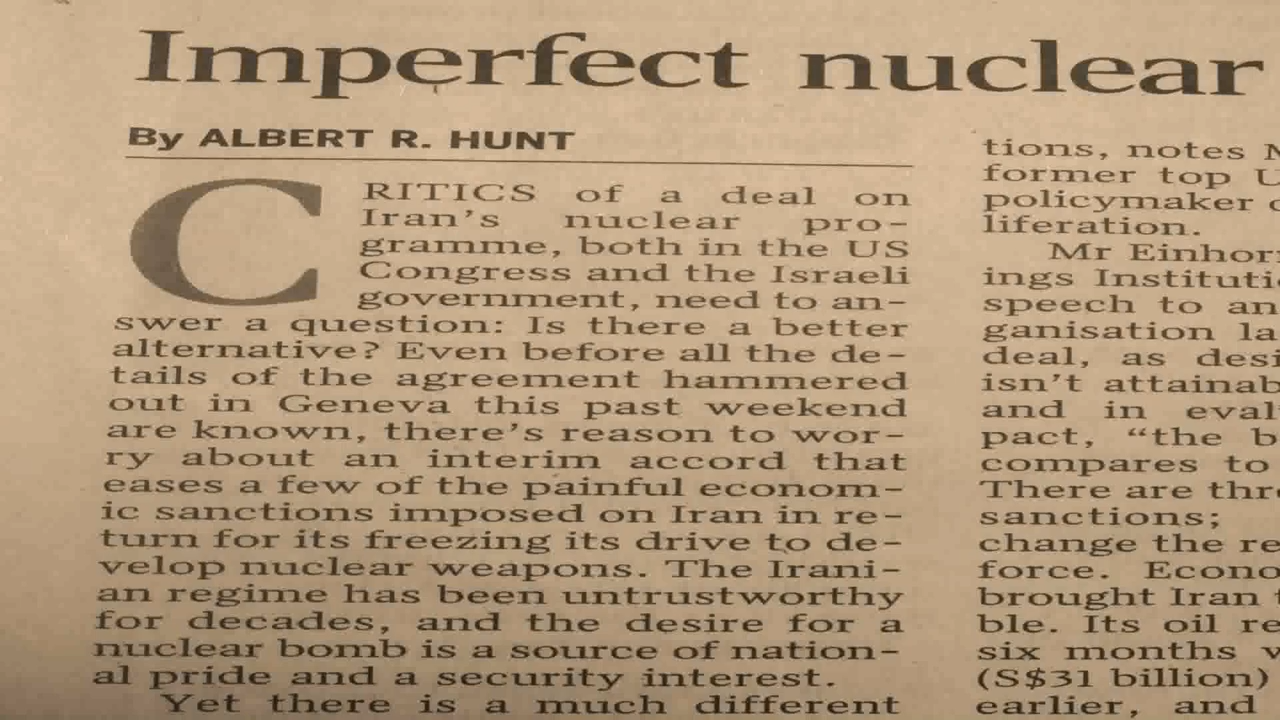 Imperfect nuclear
By ALBERT R. HUNT
CRITICS of a deal on
Iran's nuclear pro-
gramme, both in the US
Congress and the Israeli
government, need to an-
swer a question: Is there a better
alternative? Even before all the de-
tails of the agreement hammered
out in Geneva this past weekend
are known, there's reason to wor-
ry about an interim accord that
eases a few of the painful econom-
ic sanctions imposed on Iran in re-
turn for its freezing its drive to de-
velop nuclear weapons. The Irani-
an regime has been untrustworthy
for decades, and the desire for a
nuclear bomb is a source of nation-
al pride and a security interest.
Yet there is a much different
tions, notes
former top
policymaker
liferation.
Mr
ings
speech to an
ganisation
deal, as
isn't
and in
pact, "the
compares to
There are
sanctions;
change the
force.
brought Iran
ble. Its oil
six months
(S$31 billion)
earlier, and